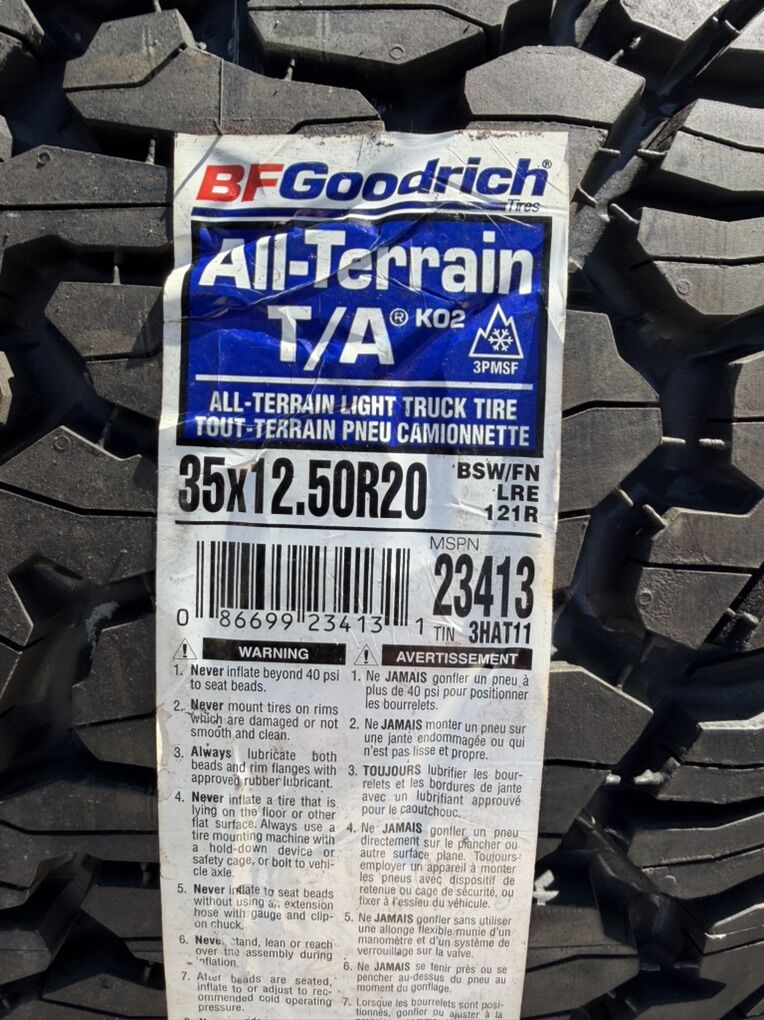 BFGoodrich®
Tires
All-Terrain
T/A® KO2
3PMSF
ALL-TERRAIN LIGHT TRUCK TIRE
TOUT-TERRAIN PNEU CAMIONNETTE
35x12.50R20
BSW/FN
LRE
121R
MSPN
23413
0 86699 23413 1
TIN 3HAT11
WARNING
1. Never inflate beyond 40 psi
to seat beads.
2. Never mount tires on rims
which are damaged or not
smooth and clean.
3. Always lubricate both
beads and rim flanges with
approved rubber lubricant.
4. Never inflate a tire that is
lying on the floor or other
flat surface. Always use a
tire mounting machine with
a hold-down device or
safety cage, or bolt to vehi-
cle axle.
5. Never inflate to seat beads
without using an extension
hose with gauge and clip-
on chuck.
6. Never stand, lean or reach
over the assembly during
inflation.
7. After beads are seated,
inflate to or adjust to rec-
ommended cold operating
pressure.
AVERTISSEMENT
1. Ne JAMAIS gonfler un pneu à
plus de 40 psi pour positionner
les bourrelets.
2. Ne JAMAIS monter un pneu sur
une jante endommagée ou qui
n'est pas lisse et propre.
3. TOUJOURS lubrifier les bour-
relets et les bordures de jante
avec un lubrifiant approuvé
pour le caoutchouc.
4. Ne JAMAIS gonfler un pneu
directement sur le plancher ou
autre surface plane. Toujours
employer un appareil à monter
les pneus avec dispositif de
retenue ou cage de sécurité, ou
fixer à l'essieu du véhicule.
5. Ne JAMAIS gonfler sans utiliser
une allonge flexible munie d'un
manomètre et d'un système de
verrouillage sur la valve.
6. Ne JAMAIS se tenir près ou se
pencher au-dessus du pneu au
moment du gonflage.
7. Lorsque les bourrelets sont posi-
tionnés, gonfler ou ajuster à la